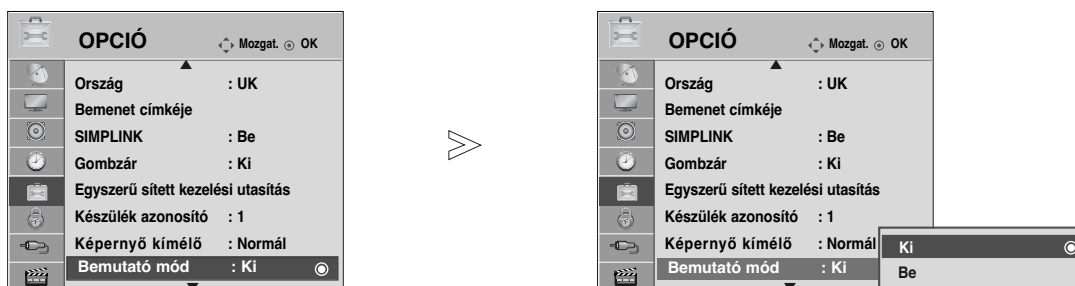 OPCIÓ Mozgat. OK
Ország : UK
Bemenet címkéje
SIMPLINK : Be
Gombzár : Ki
Egyszerű sített kezelési utasítás
Készülék azonosító : 1
Képernyő kímélő : Normál
Bemutató mód : Ki
OPCIÓ Mozgat. OK
Ország : UK
Bemenet címkéje
SIMPLINK : Be
Gombzár : Ki
Egyszerű sített kezelési utasítás
Készülék azonosító : 1
Képernyő kímélő : Normál
Bemutató mód : Ki
Ki
Be